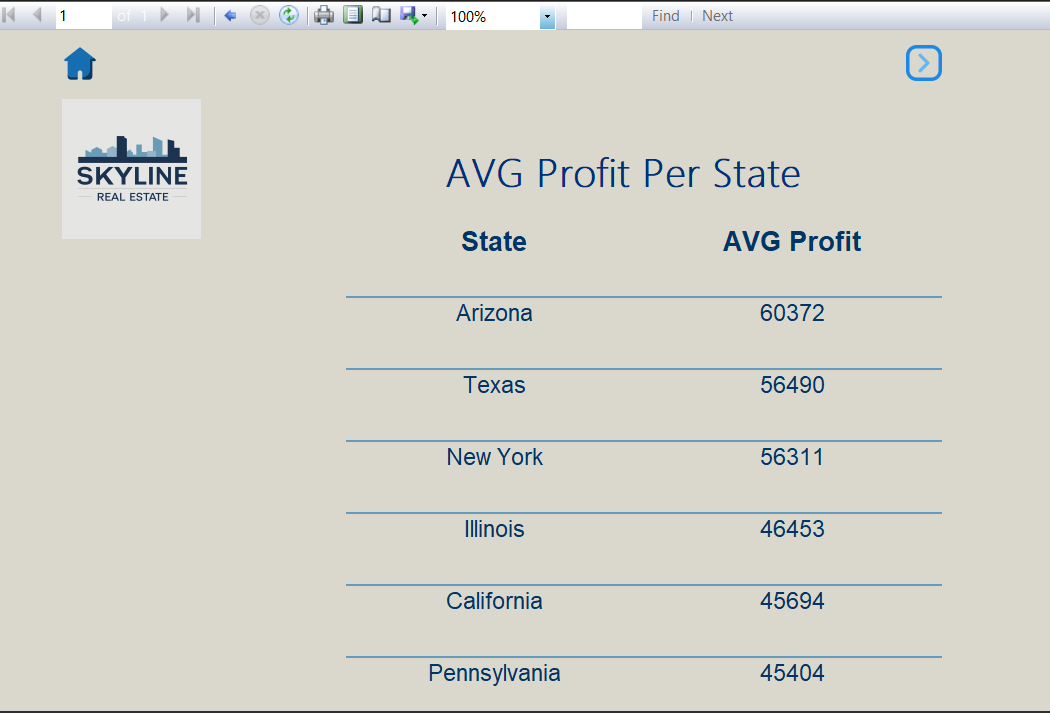 1 of 1 100% Find Next
SKYLINE
REAL ESTATE
AVG Profit Per State
State AVG Profit
Arizona 60372
Texas 56490
New York 56311
Illinois 46453
California 45694
Pennsylvania 45404